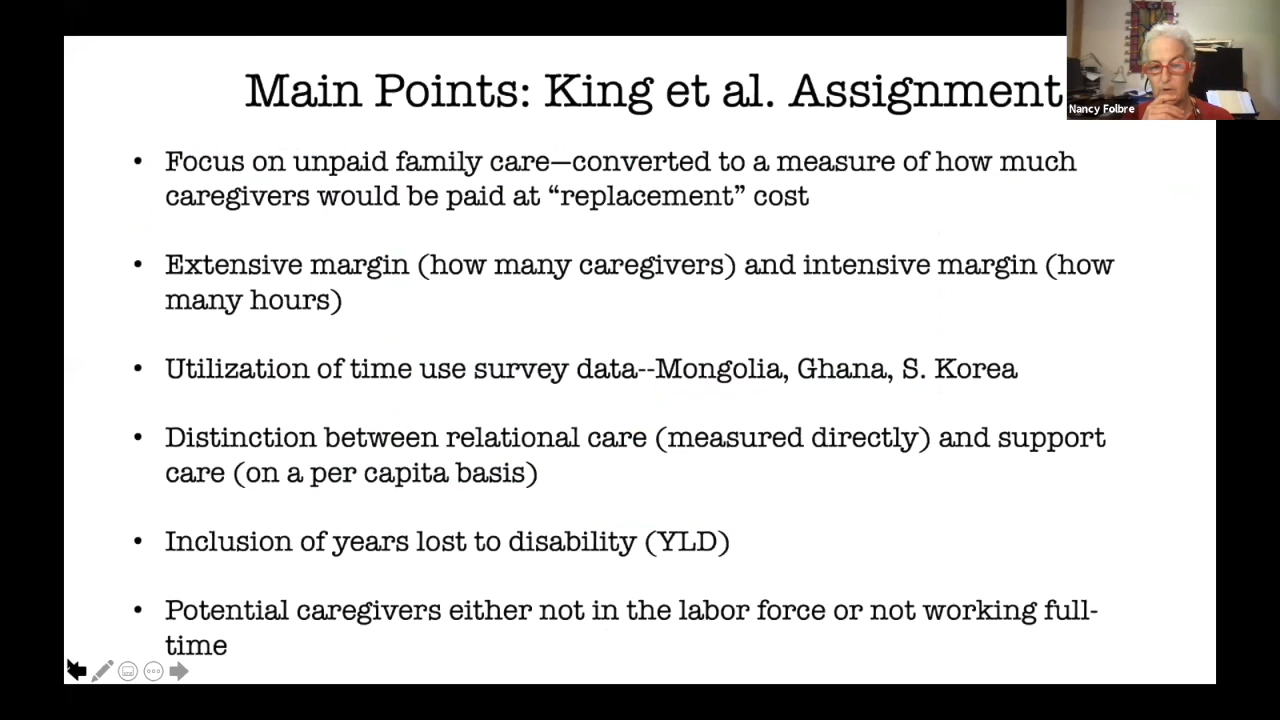 Main Points: King et al. Assignment
Nancy Folbre
• Focus on unpaid family care—converted to a measure of how much
caregivers would be paid at “replacement” cost
• Extensive margin (how many caregivers) and intensive margin (how
many hours)
• Utilization of time use survey data--Mongolia, Ghana, S. Korea
• Distinction between relational care (measured directly) and support
care (on a per capita basis)
• Inclusion of years lost to disability (YLD)
• Potential caregivers either not in the labor force or not working full-
time